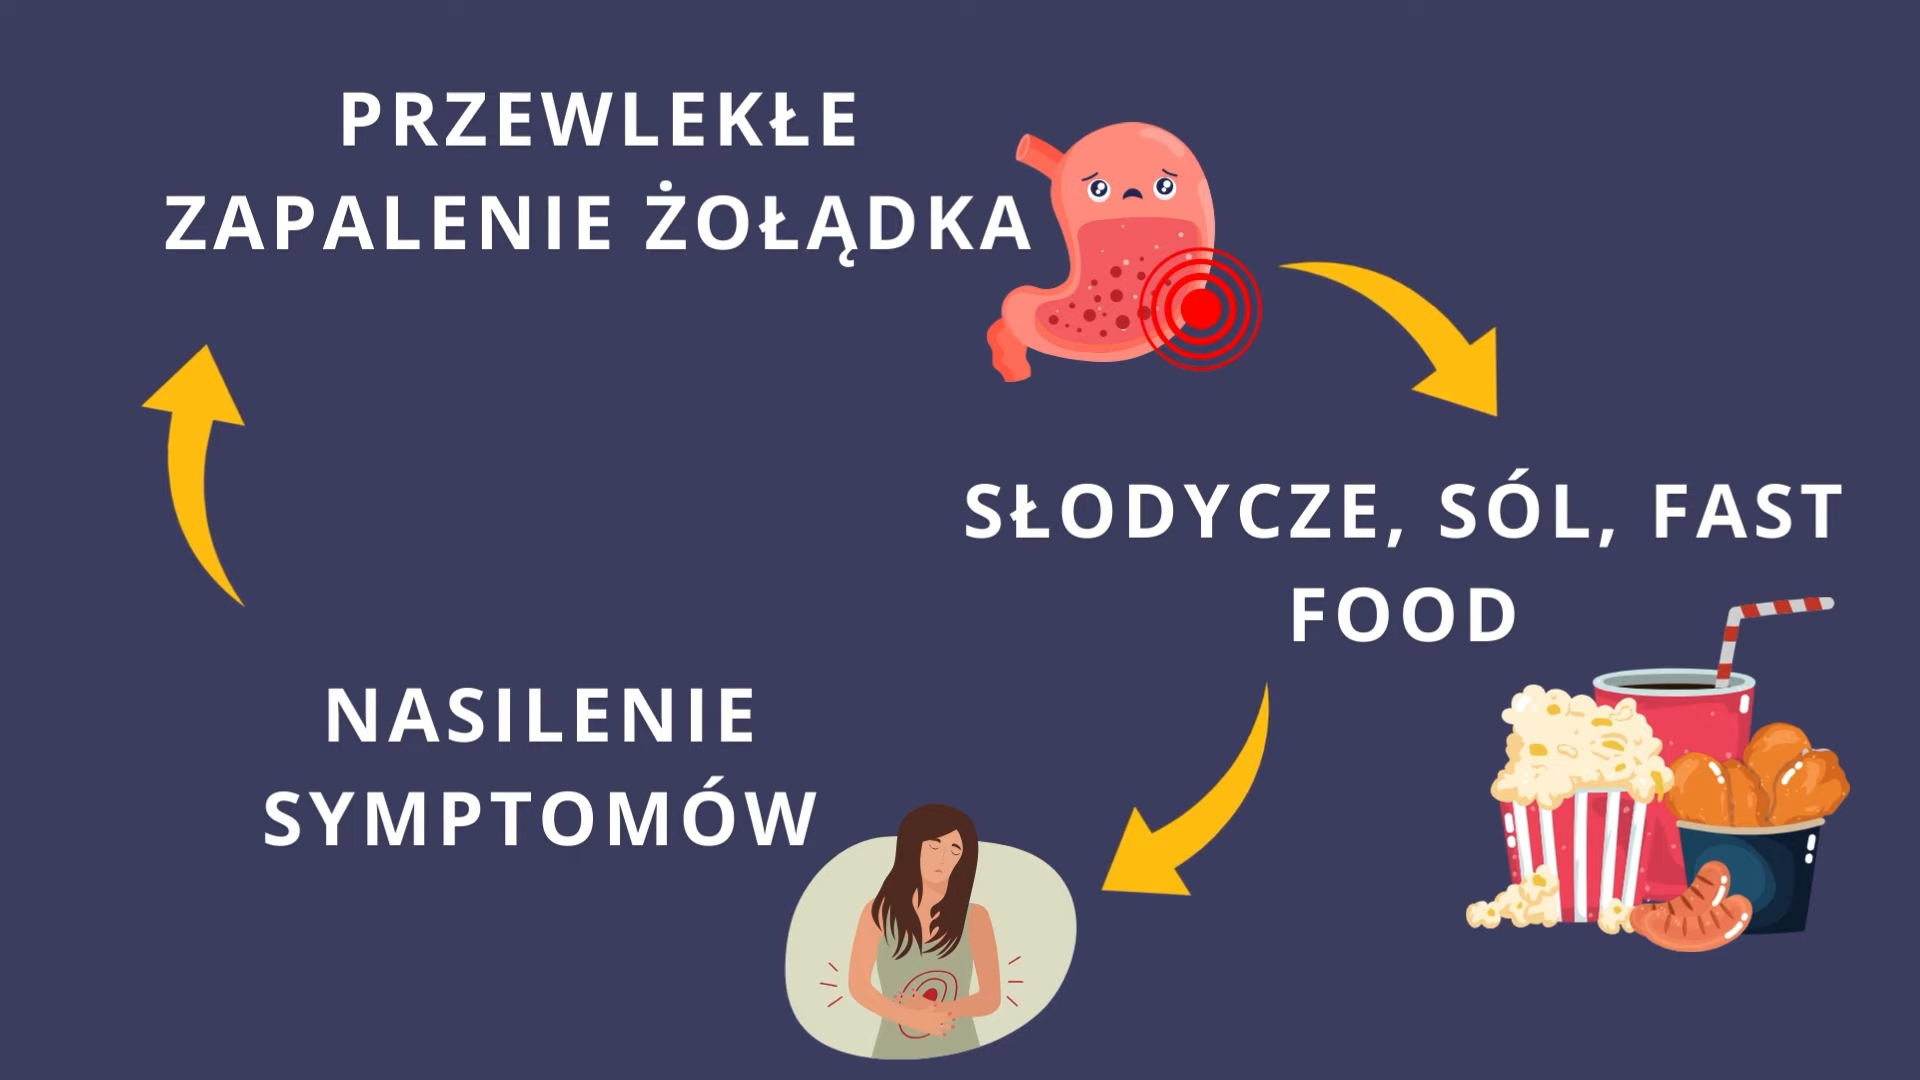 PRZEWLEKŁE
ZAPALENIE ŻOŁĄDKA
SŁODYCZE, SÓL, FAST
FOOD
NASILENIE
SYMPTOMÓW